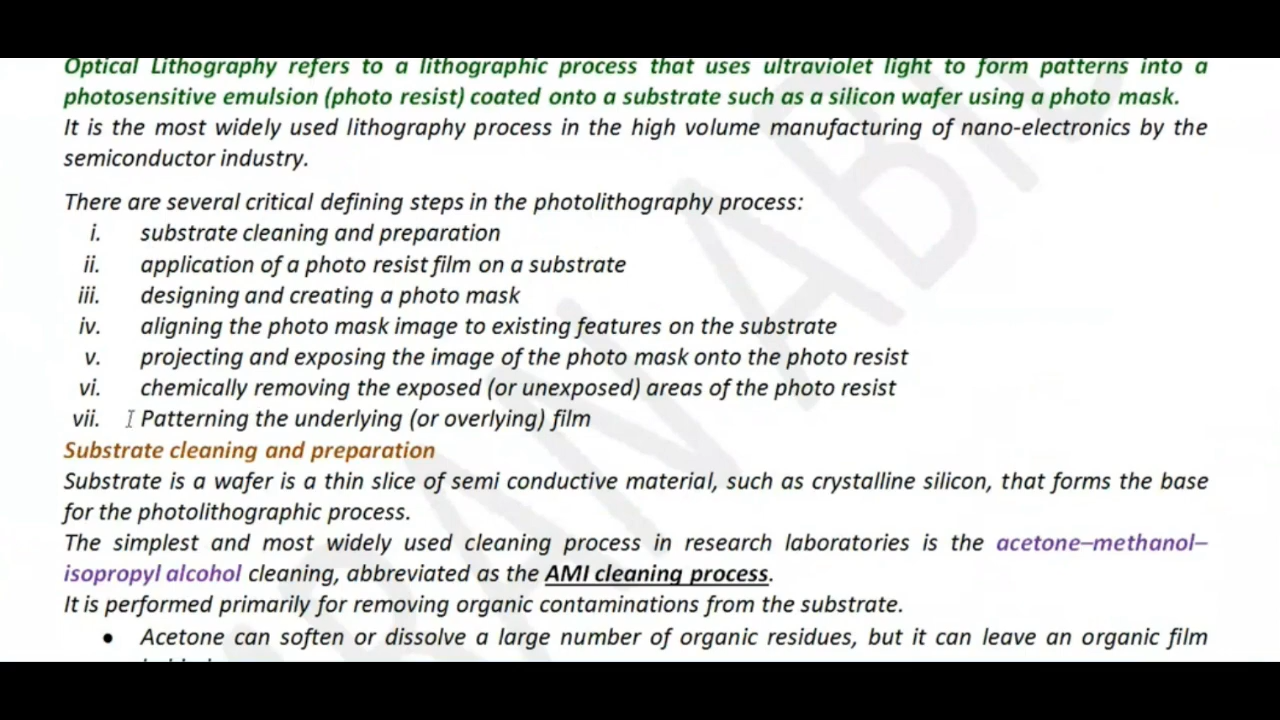 Optical Lithography refers to a lithographic process that uses ultraviolet light to form patterns into a
photosensitive emulsion (photo resist) coated onto a substrate such as a silicon wafer using a photo mask.
It is the most widely used lithography process in the high volume manufacturing of nano-electronics by the
semiconductor industry.
There are several critical defining steps in the photolithography process:
i. substrate cleaning and preparation
ii. application of a photo resist film on a substrate
iii. designing and creating a photo mask
iv. aligning the photo mask image to existing features on the substrate
v. projecting and exposing the image of the photo mask onto the photo resist
vi. chemically removing the exposed (or unexposed) areas of the photo resist
vii. Patterning the underlying (or overlying) film
Substrate cleaning and preparation
Substrate is a wafer is a thin slice of semi conductive material, such as crystalline silicon, that forms the base
for the photolithographic process.
The simplest and most widely used cleaning process in research laboratories is the acetone–methanol–
isopropyl alcohol cleaning, abbreviated as the AMI cleaning process.
It is performed primarily for removing organic contaminations from the substrate.
• Acetone can soften or dissolve a large number of organic residues, but it can leave an organic film